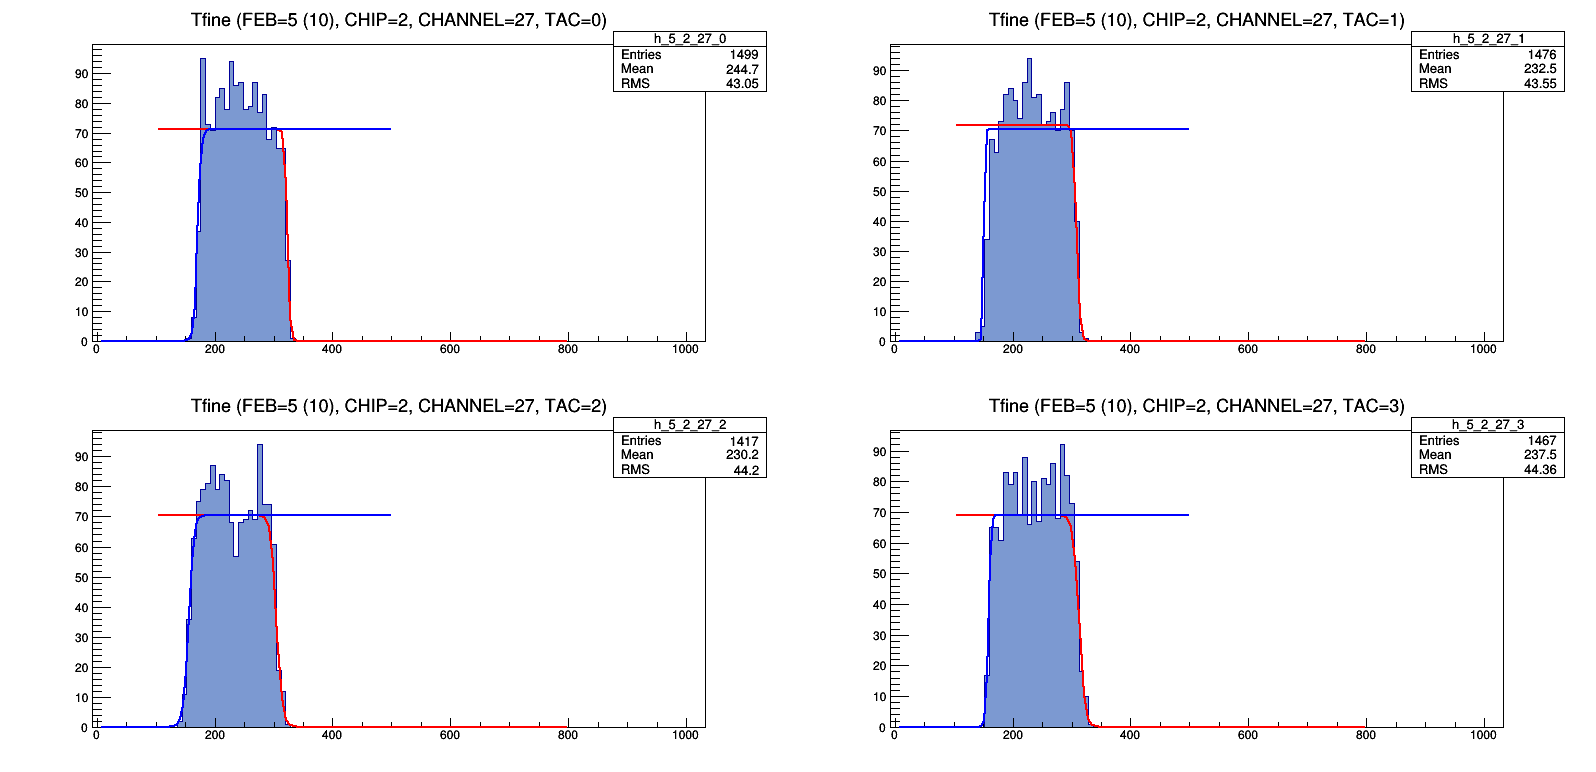 Tfine (FEB=5 (10), CHIP=2, CHANNEL=27, TAC=0)
h_5_2_27_0
Entries 1499
Mean 244.7
RMS 43.05
90
80
70
60
50
40
30
20
10
0
0 200 400 600 800 1000
Tfine (FEB=5 (10), CHIP=2, CHANNEL=27, TAC=1)
h_5_2_27_1
Entries 1476
Mean 232.5
RMS 43.55
90
80
70
60
50
40
30
20
10
0
0 200 400 600 800 1000
Tfine (FEB=5 (10), CHIP=2, CHANNEL=27, TAC=2)
h_5_2_27_2
Entries 1417
Mean 230.2
RMS 44.2
90
80
70
60
50
40
30
20
10
0
0 200 400 600 800 1000
Tfine (FEB=5 (10), CHIP=2, CHANNEL=27, TAC=3)
h_5_2_27_3
Entries 1467
Mean 237.5
RMS 44.36
90
80
70
60
50
40
30
20
10
0
0 200 400 600 800 1000